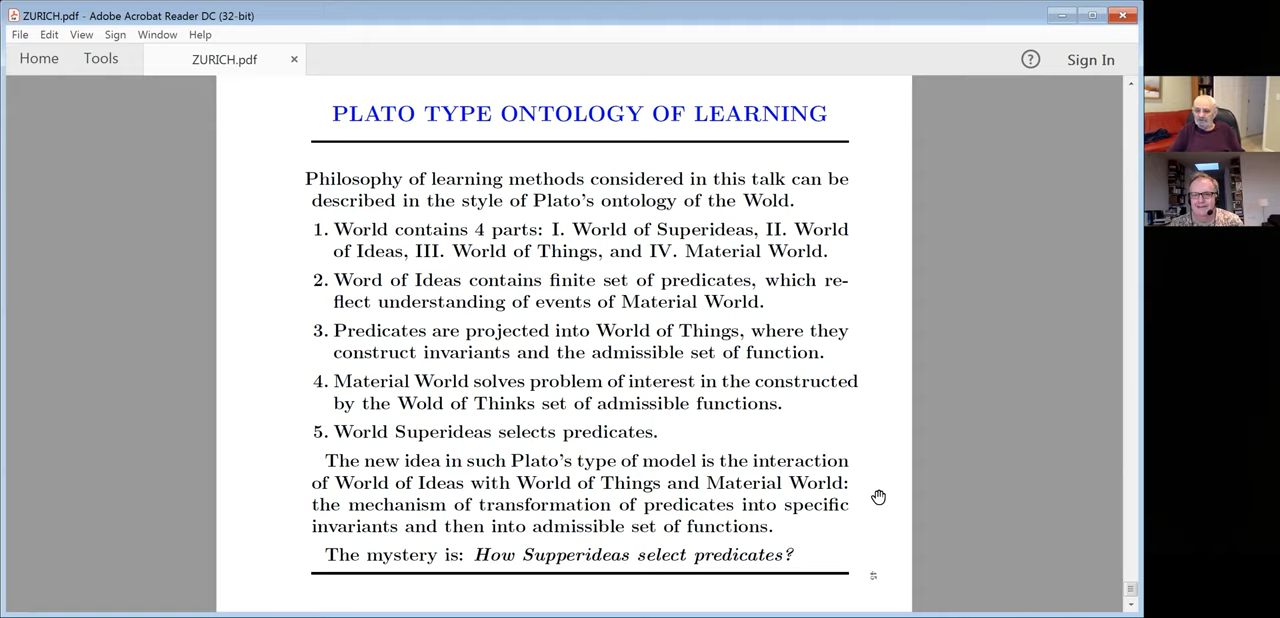 ZURICH.pdf - Adobe Acrobat Reader DC (32-bit)
File Edit View Sign Window Help
Home Tools ZURICH.pdf × ? Sign In
PLATO TYPE ONTOLOGY OF LEARNING
Philosophy of learning methods considered in this talk can be
described in the style of Plato's ontology of the Wold.
1. World contains 4 parts: I. World of Superideas, II. World
of Ideas, III. World of Things, and IV. Material World.
2. Word of Ideas contains finite set of predicates, which re-
flect understanding of events of Material World.
3. Predicates are projected into World of Things, where they
construct invariants and the admissible set of function.
4. Material World solves problem of interest in the constructed
by the Wold of Thinks set of admissible functions.
5. World Superideas selects predicates.
The new idea in such Plato's type of model is the interaction
of World of Ideas with World of Things and Material World:
the mechanism of transformation of predicates into specific
invariants and then into admissible set of functions.
The mystery is: How Supperideas select predicates?
45